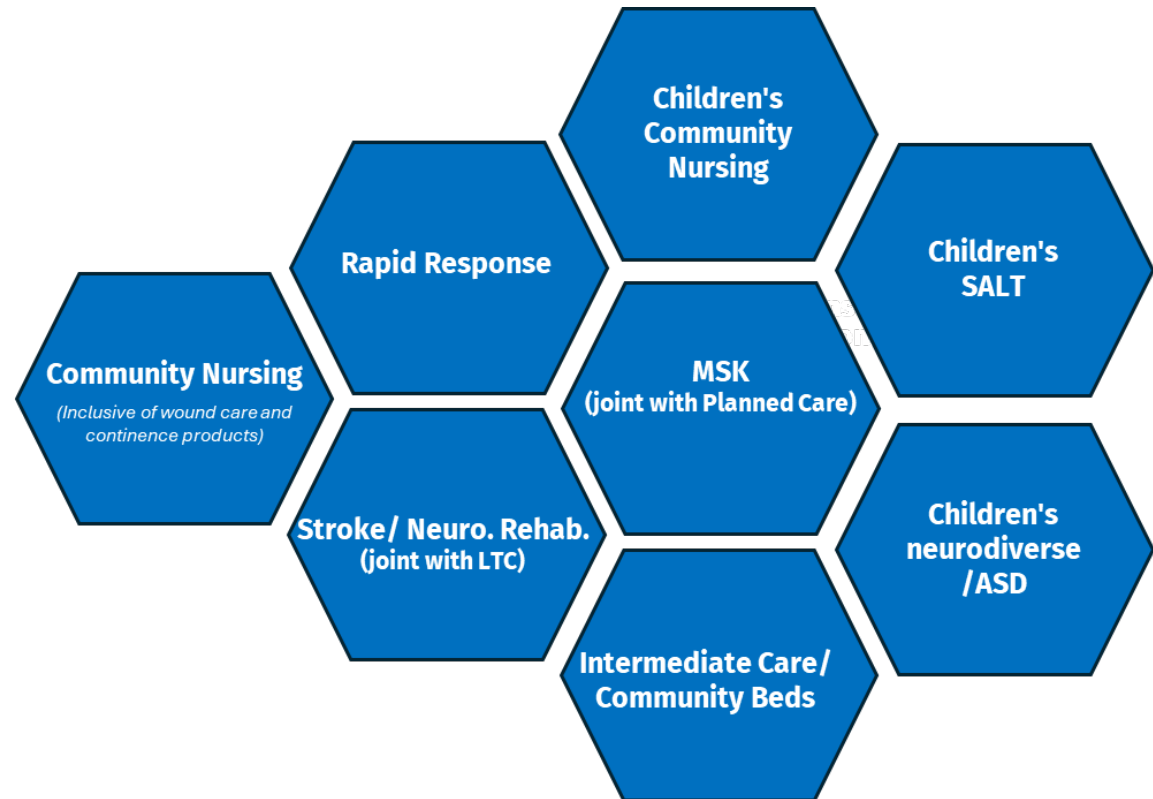 Children's
Community
Nursing
Rapid Response
Children's
SALT
Community Nursing
(Inclusive of wound care and
continence products)
MSK
(joint with Planned Care)
Stroke/ Neuro. Rehab.
(joint with LTC)
Children's
neurodiverse
/ASD
Intermediate Care/
Community Beds